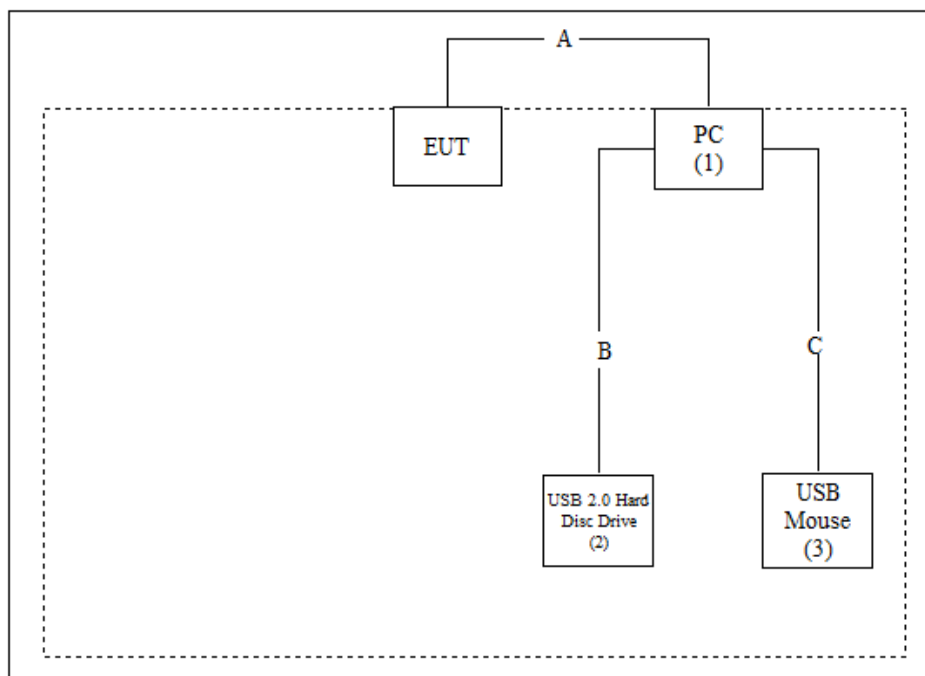 A
EUT
PC
(1)
B
C
USB 2.0 Hard
Disc Drive
(2)
USB
Mouse
(3)